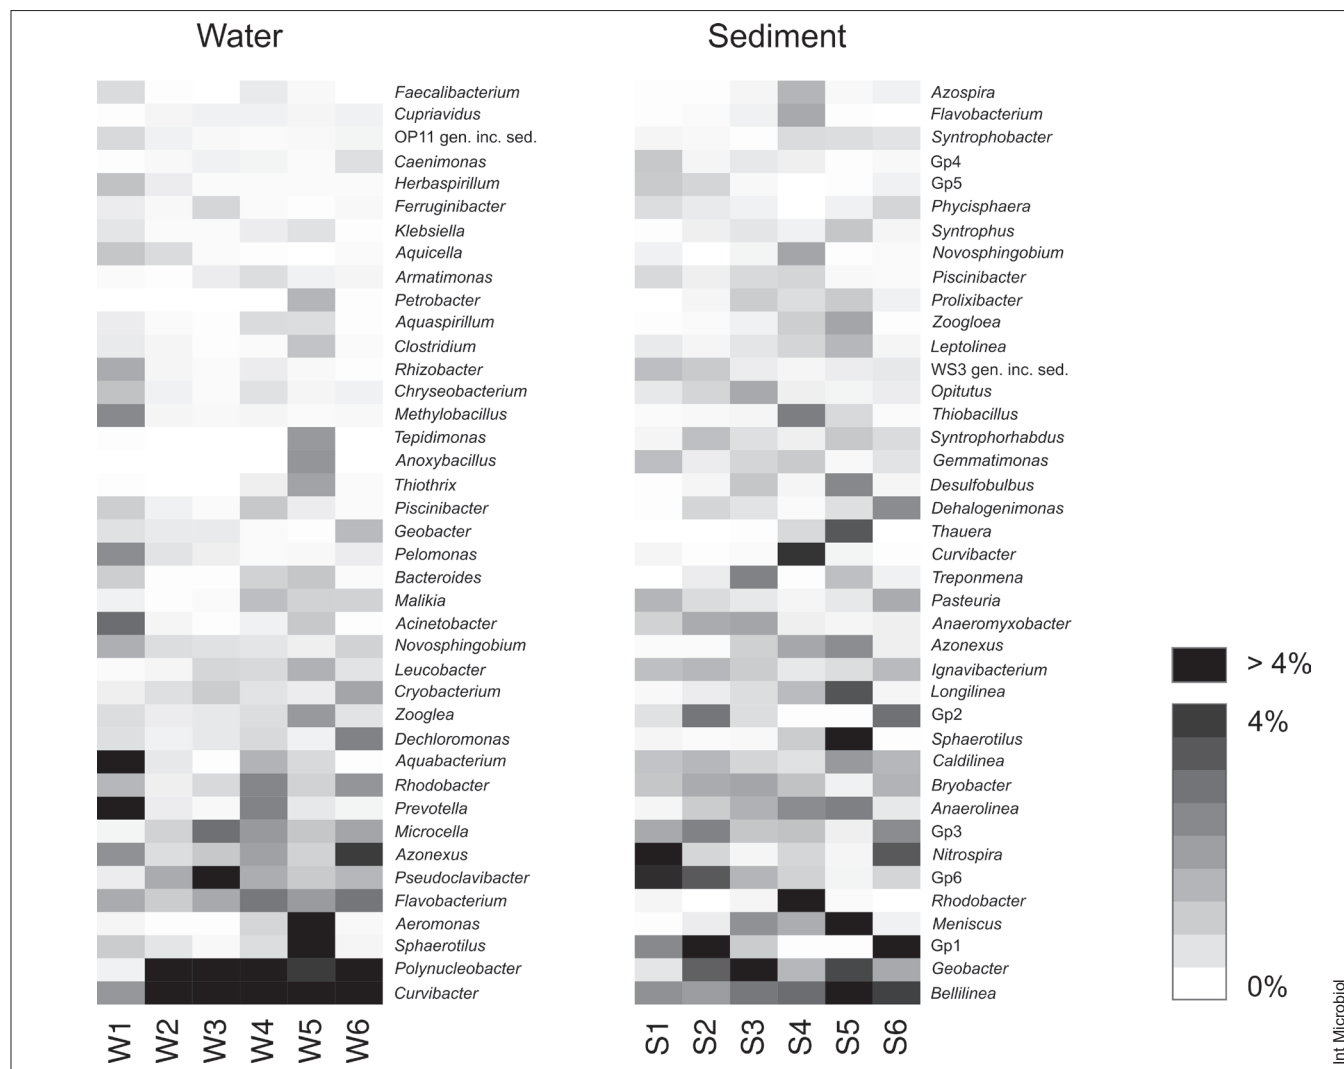 Water
Sediment
Faecalibacterium
Cupriavidus
OP11 gen. inc. sed.
Caenimonas
Herbaspirillum
Ferruginibacter
Klebsiella
Aquicella
Armatimonas
Petrobacter
Aquaspirillum
Clostridium
Rhizobacter
Chryseobacterium
Methylobacillus
Tepidimonas
Anoxybacillus
Thiothrix
Piscinibacter
Geobacter
Pelomonas
Bacteroides
Malikia
Acinetobacter
Novosphingobium
Leucobacter
Cryobacterium
Zooglea
Dechloromonas
Aquabacterium
Rhodobacter
Prevotella
Microcella
Azonexus
Pseudoclavibacter
Flavobacterium
Aeromonas
Sphaerotilus
Polynucleobacter
Curvibacter
W1 W2 W3 W4 W5 W6
Azospira
Flavobacterium
Syntrophobacter
Gp4
Gp5
Phycisphaera
Syntrophus
Novosphingobium
Piscinibacter
Prolixibacter
Zoogloea
Leptolinea
WS3 gen. inc. sed.
Opitutus
Thiobacillus
Syntrophorhabdus
Gemmatimonas
Desulfobulbus
Dehalogenimonas
Thauera
Curvibacter
Treponmena
Pasteuria
Anaeromyxobacter
Azonexus
Ignavibacterium
Longilinea
Gp2
Sphaerotilus
Caldilinea
Bryobacter
Anaerolinea
Gp3
Nitrospira
Gp6
Rhodobacter
Meniscus
Gp1
Geobacter
Bellilinea
S1 S2 S3 S4 S5 S6
> 4%
4%
0%
Int Microbiol